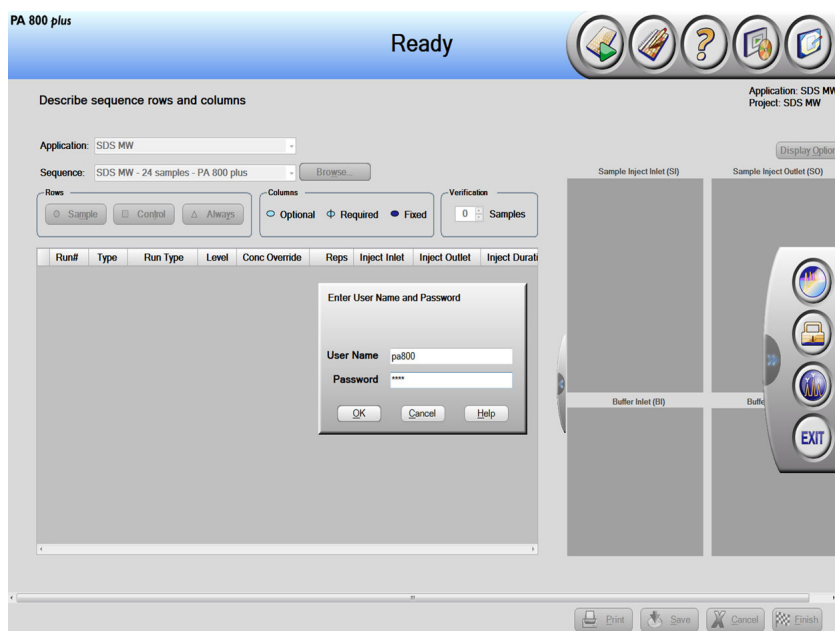 PA 800 plus
Ready
Application: SDS MW
Project: SDS MW
Describe sequence rows and columns
Application: SDS MW
Display Option
Sequence: SDS MW - 24 samples - PA 800 plus Browse...
Sample Inject Inlet (SI) Sample Inject Outlet (SO)
Rows Columns Verification
Sample Control Always Optional Required Fixed 0 Samples
Run# Type Run Type Level Conc Override Reps Inject Inlet Inject Outlet Inject Durati
Enter User Name and Password
User Name pa800
Password ****
OK Cancel Help
Buffer Inlet (BI) Buffe
EXIT
Print Save Cancel Finish